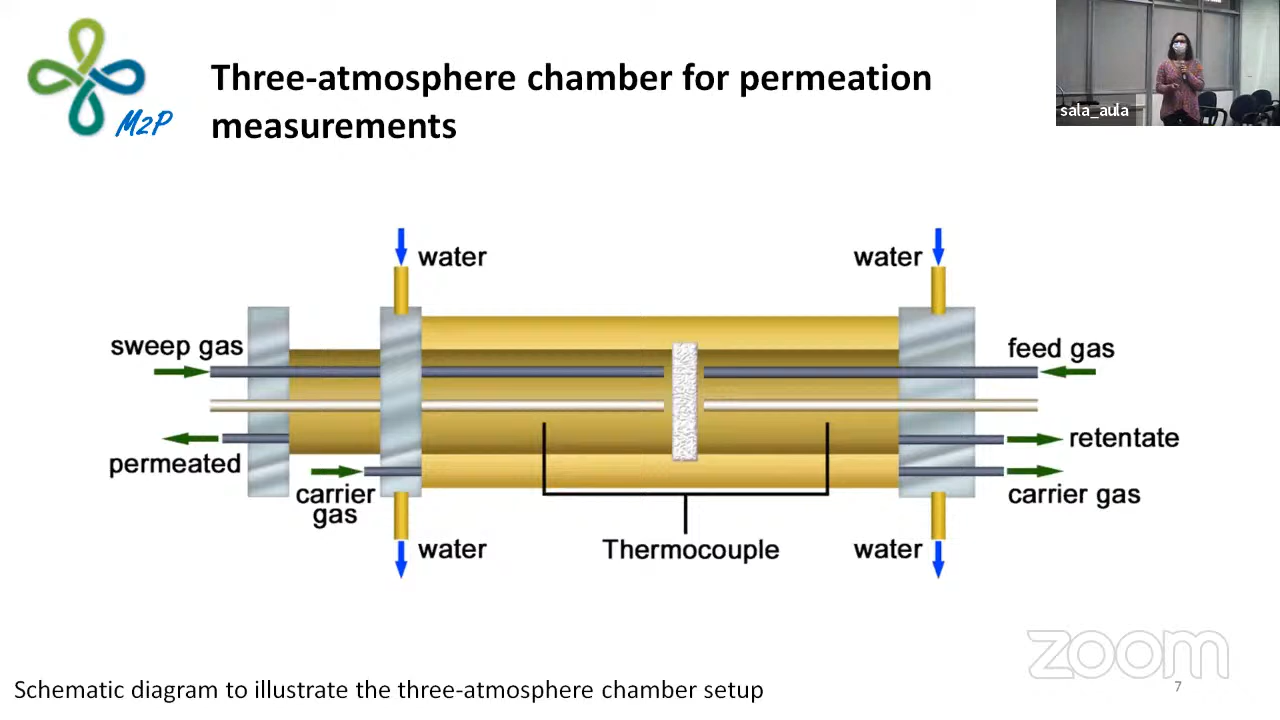 M2P
Three-atmosphere chamber for permeation
measurements
sala_aula
water
water
sweep gas
feed gas
permeated
retentate
carrier
gas
carrier gas
water
Thermocouple
water
zoom
Schematic diagram to illustrate the three-atmosphere chamber setup
7